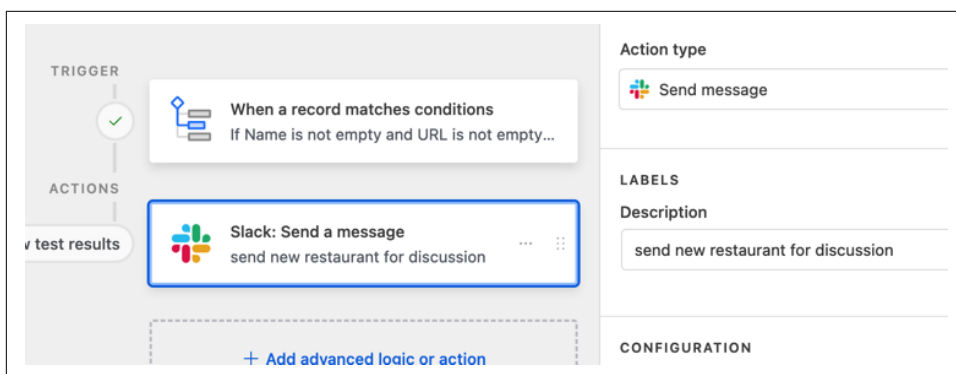 TRIGGER
When a record matches conditions
If Name is not empty and URL is not empty...
ACTIONS
test results
Slack: Send a message
send new restaurant for discussion
+ Add advanced logic or action
Action type
Send message
LABELS
Description
send new restaurant for discussion
CONFIGURATION